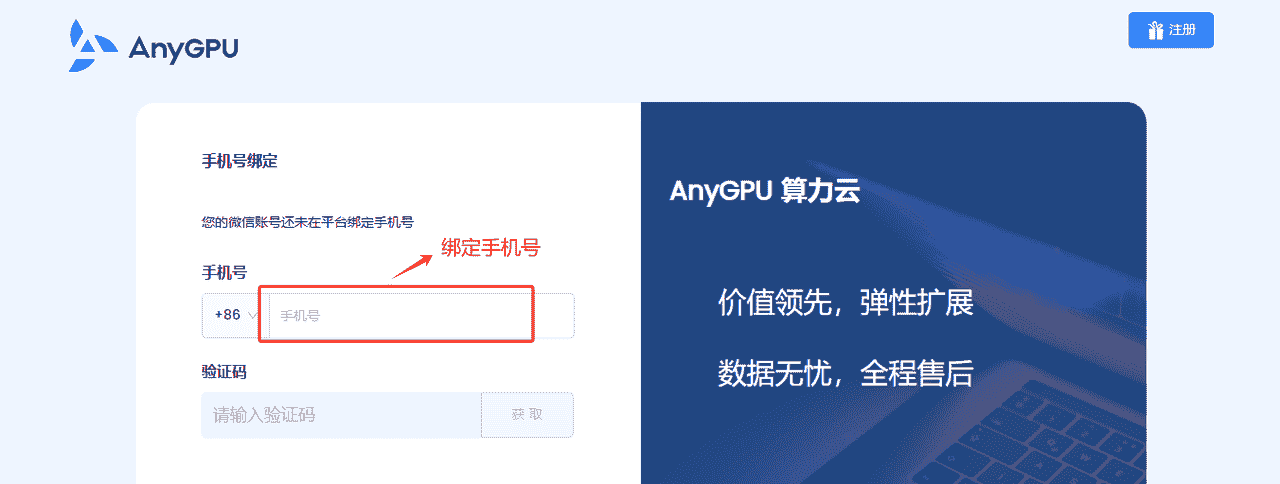 AnyGPU
注册
手机号绑定
您的微信账号还未在平台绑定手机号
绑定手机号
手机号
+86
手机号
验证码
请输入验证码
获取
AnyGPU 算力云
价值领先，弹性扩展
数据无忧，全程售后